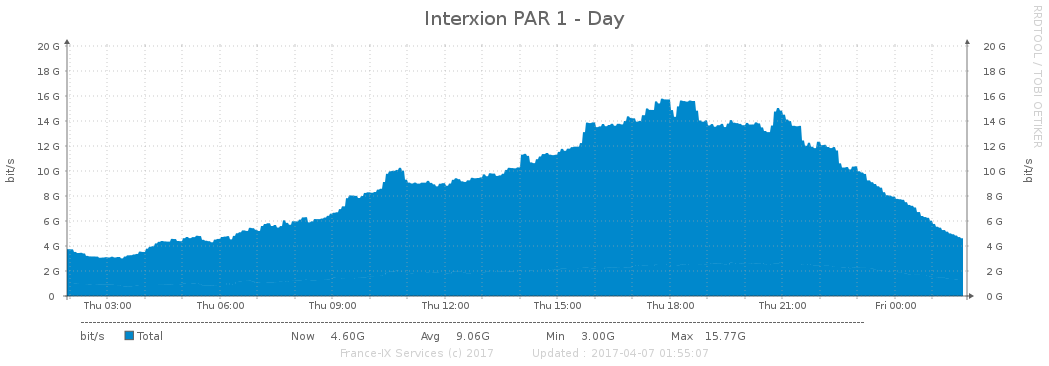 Interxion PAR 1 - Day
RRDTOOL / TOBI OETIKER
20 G 20 G
18 G 18 G
16 G 16 G
14 G 14 G
12 G 12 G
10 G 10 G
8 G 8 G
6 G 6 G
4 G 4 G
2 G 2 G
0 0 G
bit/s bit/s
Thu 03:00 Thu 06:00 Thu 09:00 Thu 12:00 Thu 15:00 Thu 18:00 Thu 21:00 Fri 00:00
bit/s Total Now 4.60G Avg 9.06G Min 3.00G Max 15.77G
France-IX Services (c) 2017 Updated : 2017-04-07 01:55:07